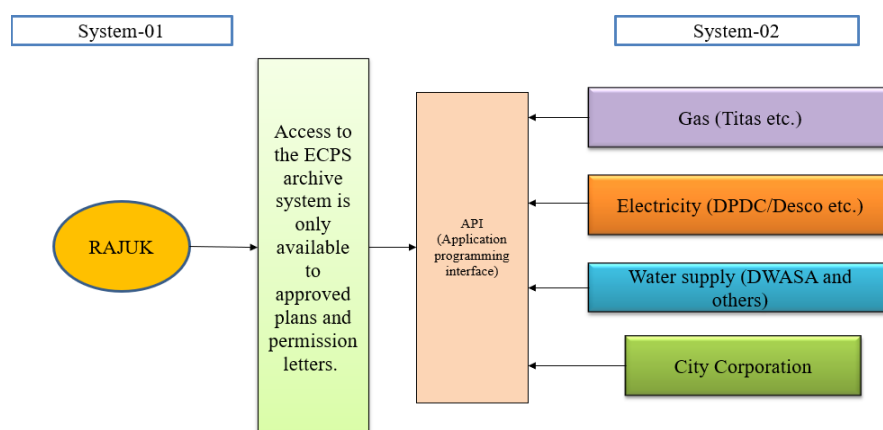 System-01
System-02
RAJUK
Access to
the ECPS
archive
system is
only
available
to
approved
plans and
permission
letters.
API
(Application
programming
interface)
Gas (Titas etc.)
Electricity (DPDC/Desco etc.)
Water supply (DWASA and
others)
City Corporation